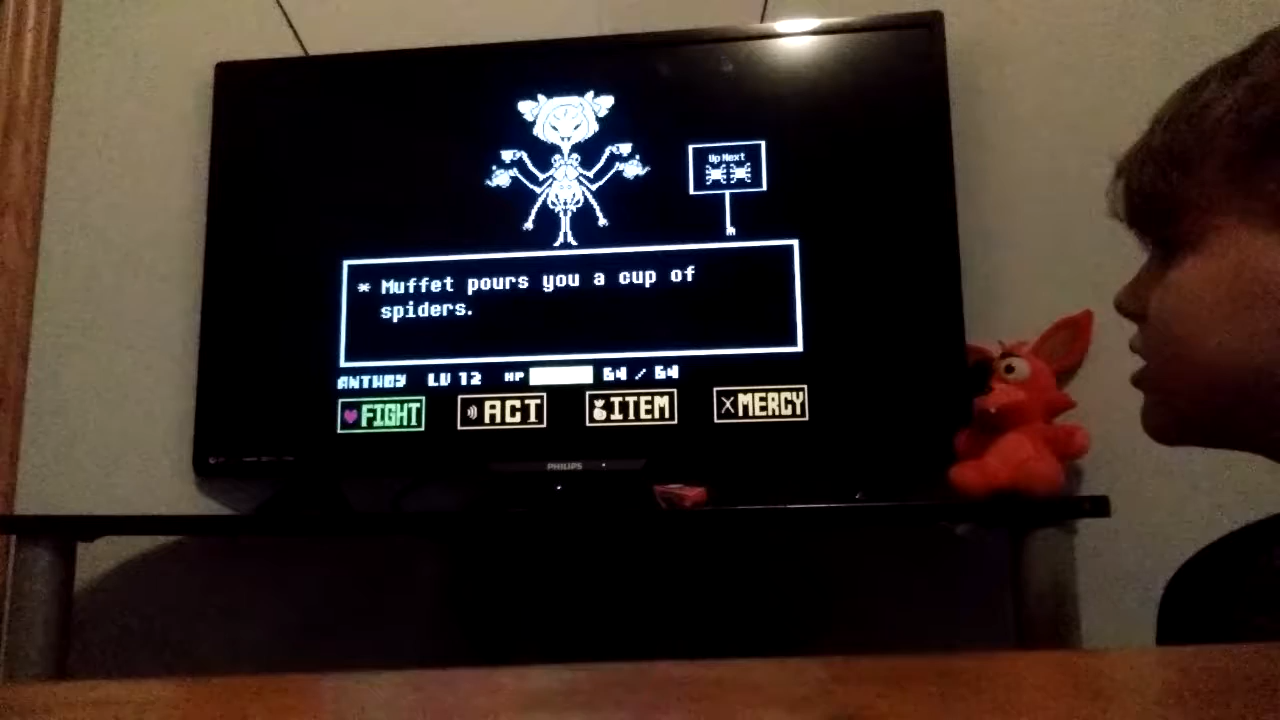 Up Next
* Muffet pours you a cup of
spiders.
ANTHOY LV 12 HP 64 / 64
FIGHT ACT ITEM MERCY
PHILIPS